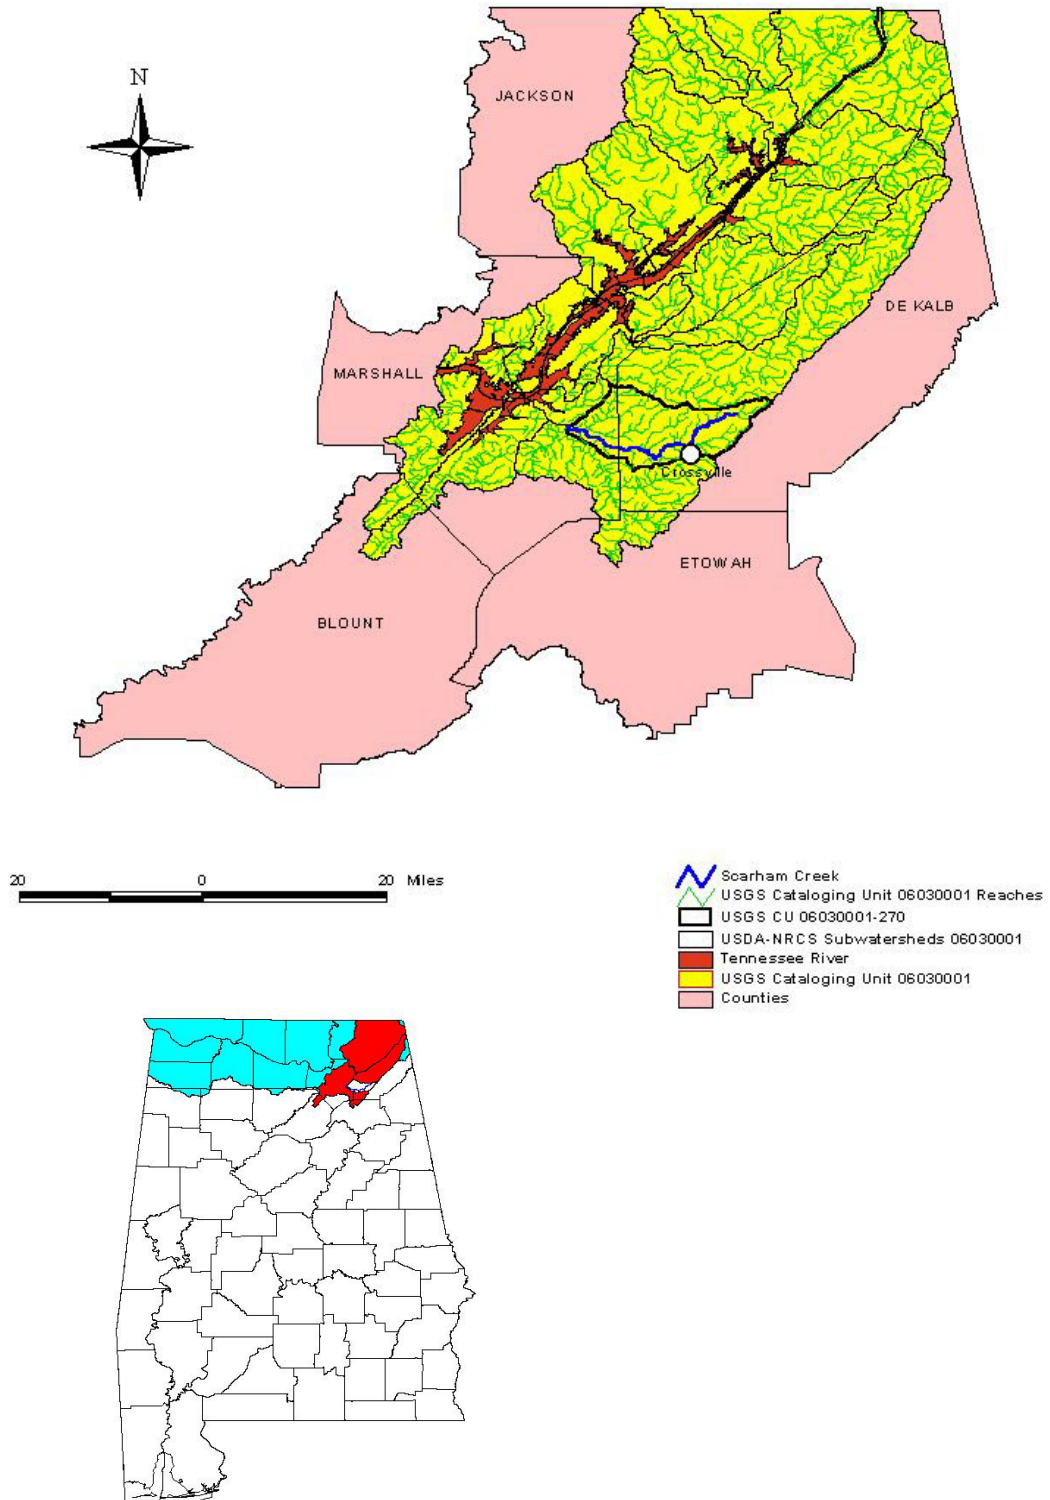 N
JACKSON
DE KALB
MARSHALL
Crossville
ETOWAH
BLOUNT
20 0 20 Miles
Scarham Creek
USGS Cataloging Unit 06030001 Reaches
USGS CU 06030001-270
USDA-NRCS Subwatersheds 06030001
Tennessee River
USGS Cataloging Unit 06030001
Counties